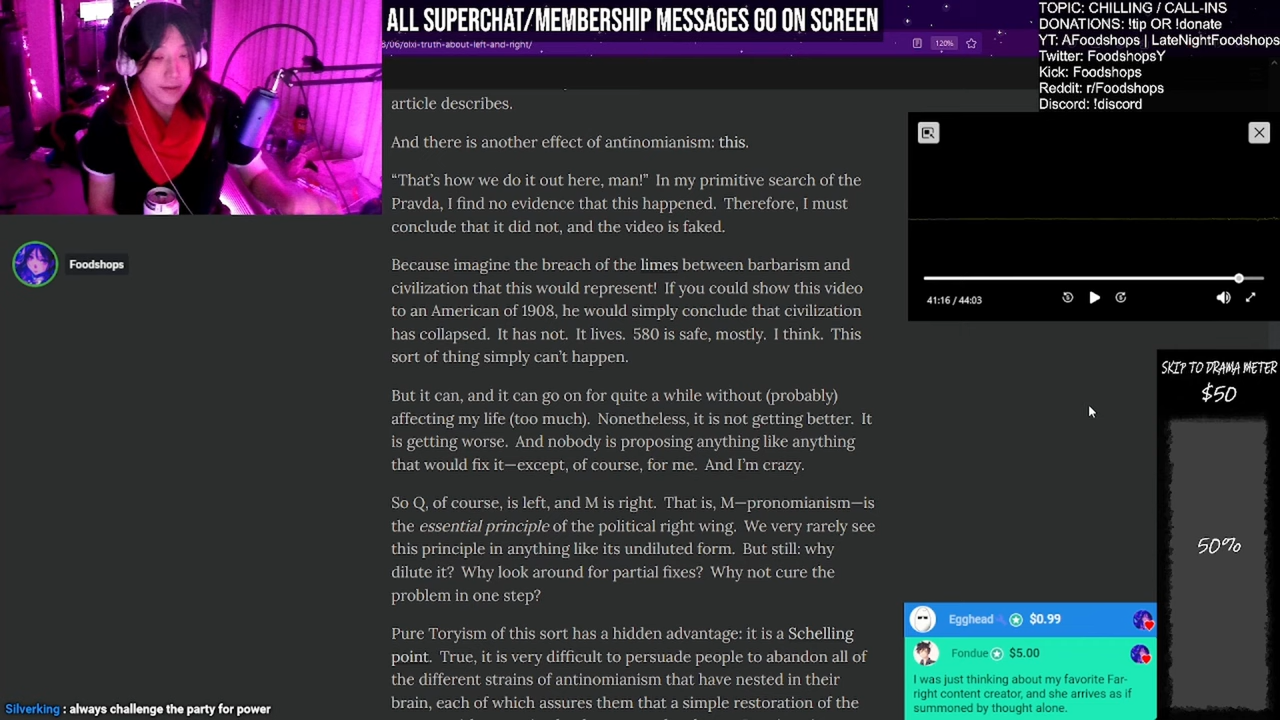 ALL SUPERCHAT/MEMBERSHIP MESSAGES GO ON SCREEN
TOPIC: CHILLING / CALL-INS
DONATIONS: !tip OR !donate
YT: AFoodshops | LateNightFoodshops
Twitter: FoodshopsY
Kick: Foodshops
Reddit: r/Foodshops
Discord: !discord
/06/olxi-truth-about-left-and-right/
120%
article describes.
And there is another effect of antinomianism: this.
“That’s how we do it out here, man!” In my primitive search of the
Pravda, I find no evidence that this happened. Therefore, I must
conclude that it did not, and the video is faked.
Because imagine the breach of the limes between barbarism and
civilization that this would represent! If you could show this video
to an American of 1908, he would simply conclude that civilization
has collapsed. It has not. It lives. 580 is safe, mostly. I think. This
sort of thing simply can’t happen.
But it can, and it can go on for quite a while without (probably)
affecting my life (too much). Nonetheless, it is not getting better. It
is getting worse. And nobody is proposing anything like anything
that would fix it—except, of course, for me. And I’m crazy.
So Q, of course, is left, and M is right. That is, M—pronomianism—is
the essential principle of the political right wing. We very rarely see
this principle in anything like its undiluted form. But still: why
dilute it? Why look around for partial fixes? Why not cure the
problem in one step?
Pure Toryism of this sort has a hidden advantage: it is a Schelling
point. True, it is very difficult to persuade people to abandon all of
the different strains of antinomianism that have nested in their
brain, each of which assures them that a simple restoration of the
Foodshops
41:16 / 44:03
SKIP TO DRAMA METER
$50
50%
Egghead $0.99
Fondue $5.00
I was just thinking about my favorite Far-
right content creator, and she arrives as if
summoned by thought alone.
Silverking : always challenge the party for power